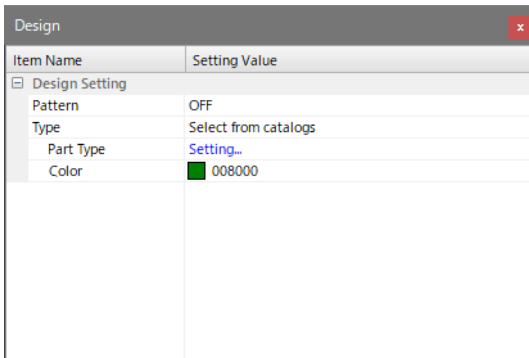 Design
x
Item Name Setting Value
Design Setting
Pattern OFF
Type Select from catalogs
Part Type Setting...
Color 008000